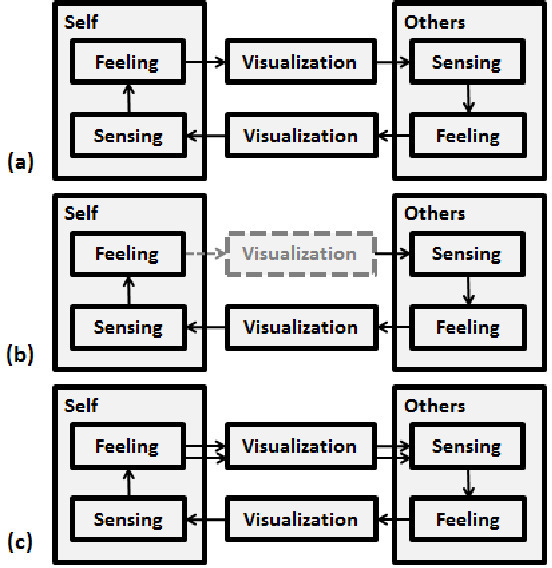 Self Others
Feeling Visualization Sensing
Sensing Visualization Feeling
(a)
Self Others
Feeling Visualization Sensing
Sensing Visualization Feeling
(b)
Self Others
Feeling Visualization Sensing
Sensing Visualization Feeling
(c)